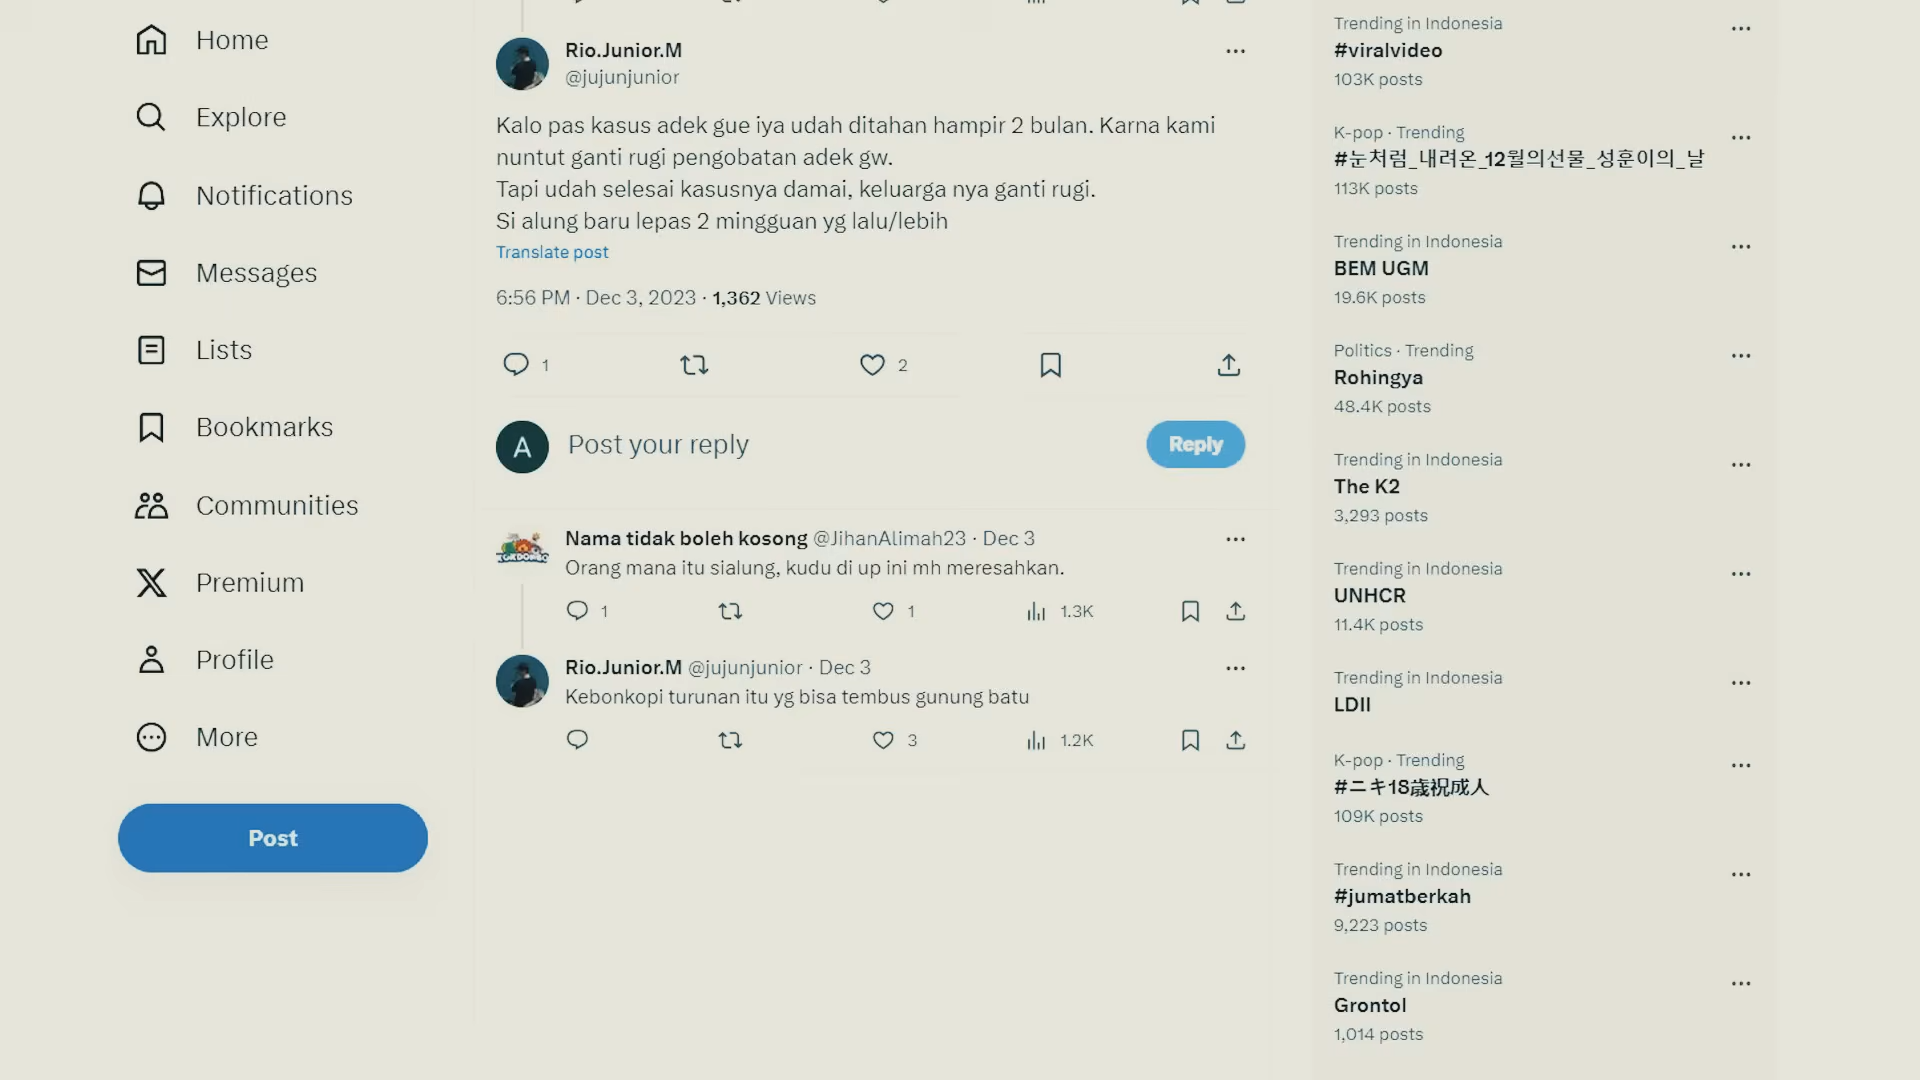 Home
Explore
Notifications
Messages
Lists
Bookmarks
Communities
Premium
Profile
More
Post
Rio.Junior.M
@jujunjunior
Kalo pas kasus adek gue iya udah ditahan hampir 2 bulan. Karna kami
nuntut ganti rugi pengobatan adek gw.
Tapi udah selesai kasusnya damai, keluarga nya ganti rugi.
Si alung baru lepas 2 mingguan yg lalu/lebih
Translate post
6:56 PM · Dec 3, 2023 · 1,362 Views
1 2
A Post your reply Reply
Nama tidak boleh kosong @JihanAlimah23 · Dec 3
Orang mana itu sialung, kudu di up ini mh meresahkan.
1 1 1.3K
Rio.Junior.M @jujunjunior · Dec 3
Kebonkopi turunan itu yg bisa tembus gunung batu
3 1.2K
Trending in Indonesia
#viralvideo
103K posts
K-pop · Trending
#눈처럼_내려온_12월의선물_성훈이의_날
113K posts
Trending in Indonesia
BEM UGM
19.6K posts
Politics · Trending
Rohingya
48.4K posts
Trending in Indonesia
The K2
3,293 posts
Trending in Indonesia
UNHCR
11.4K posts
Trending in Indonesia
LDII
K-pop · Trending
#ニキ18歳祝成人
109K posts
Trending in Indonesia
#jumatberkah
9,223 posts
Trending in Indonesia
Grontol
1,014 posts